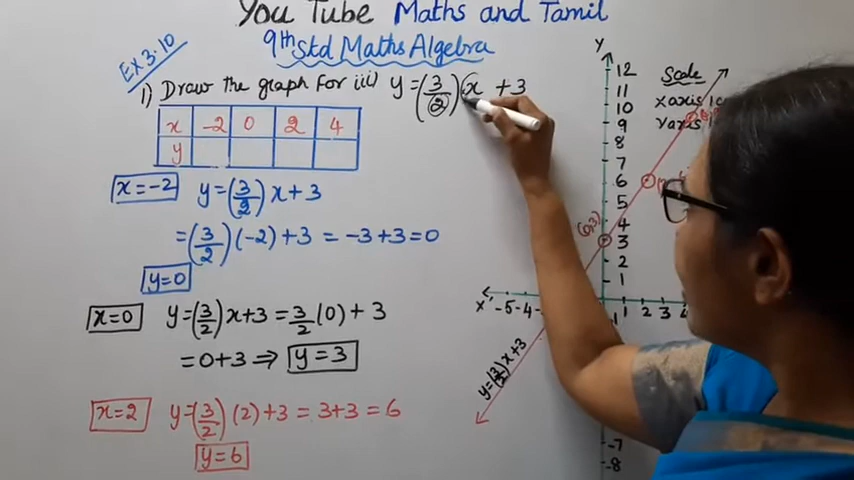 You Tube Maths and Tamil
9th Std Maths Algebra
EX 3.10
1) Draw the graph for iii) y = (3/2) x + 3
x -2 0 2 4
y
x=-2 y=(3/2)x+3
=(3/2)(-2)+3 = -3+3=0
y=0
x=0 y=(3/2)x+3 = 3/2(0)+3
=0+3 ⇒ y=3
x=2 y=(3/2)(2)+3 = 3+3 = 6
y=6
Y
12
11
10
9
8
7
6
5
4
3
2
1
Scale
x axis
y axis
(0,3)
X' -5 -4 1 2 3 4
y=(3/2)x+3
-7
-8